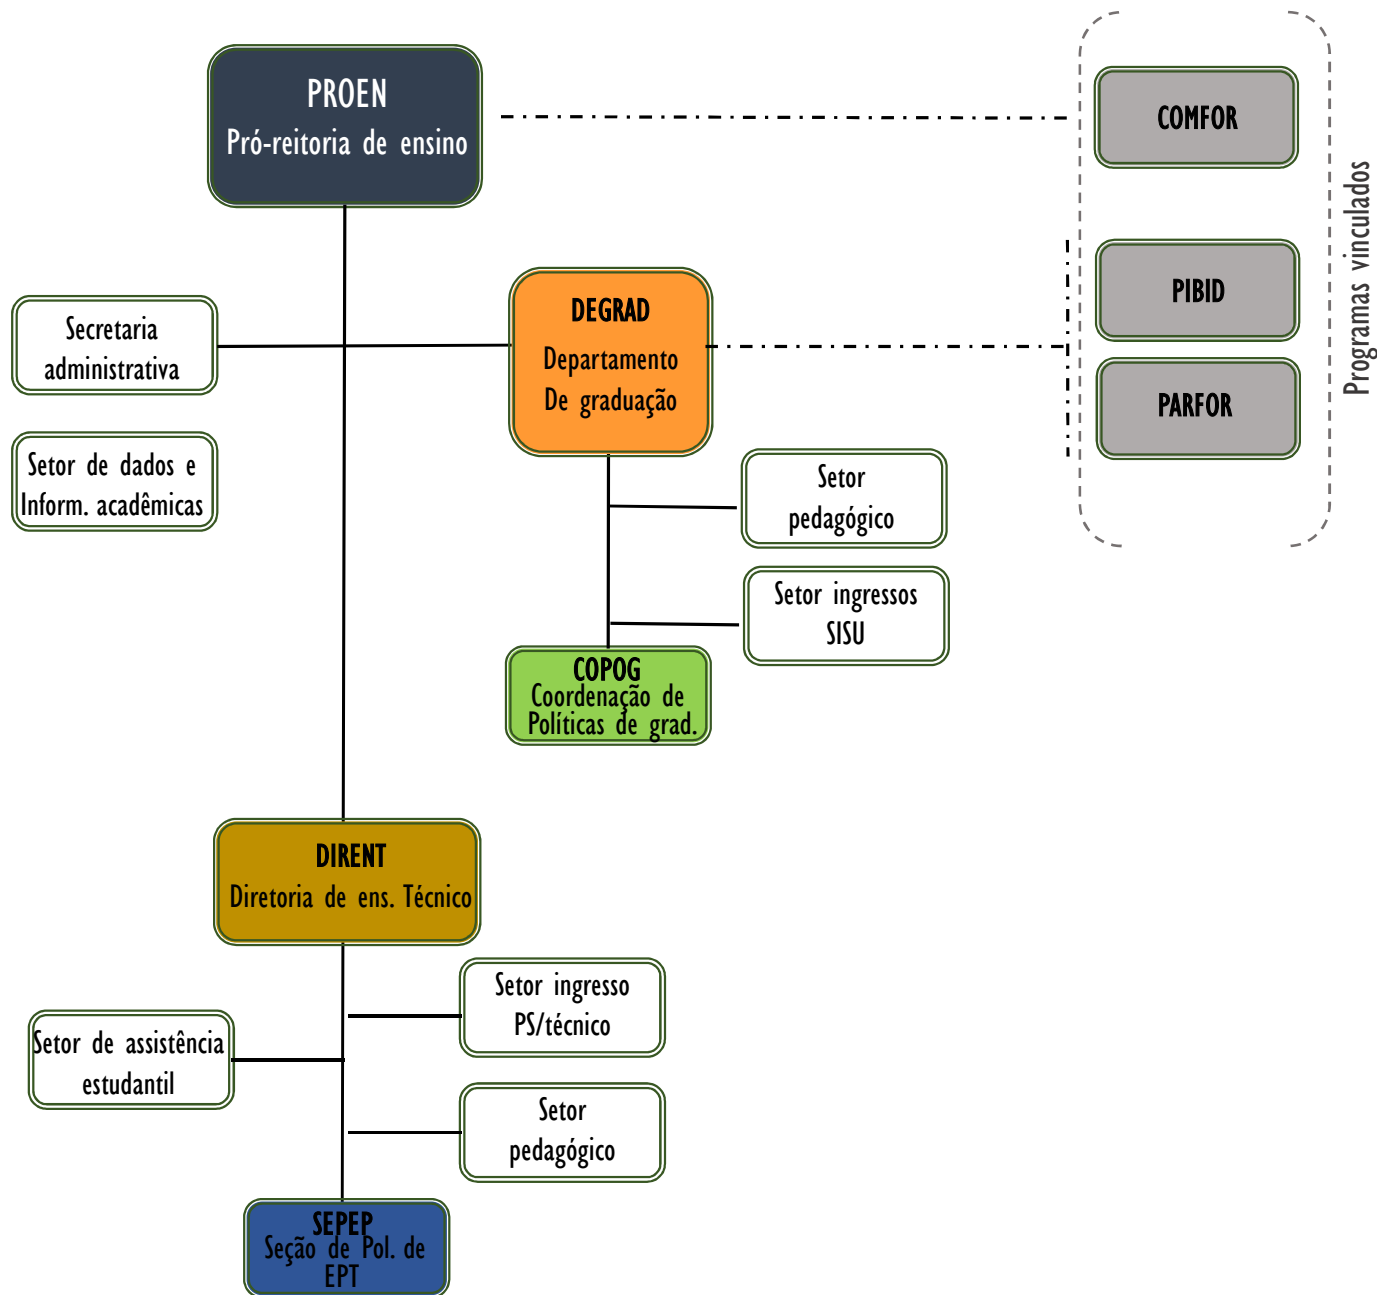 PROEN
Pró-reitoria de ensino
COMFOR
PIBID
PARFOR
Programas vinculados
Secretaria
administrativa
Setor de dados e
Inform. acadêmicas
DEGRAD
Departamento
De graduação
Setor
pedagógico
Setor ingressos
SISU
COPOG
Coordenação de
Políticas de grad.
DIRENT
Diretoria de ens. Técnico
Setor ingresso
PS/técnico
Setor de assistência
estudantil
Setor
pedagógico
SEPEP
Seção de Pol. de
EPT